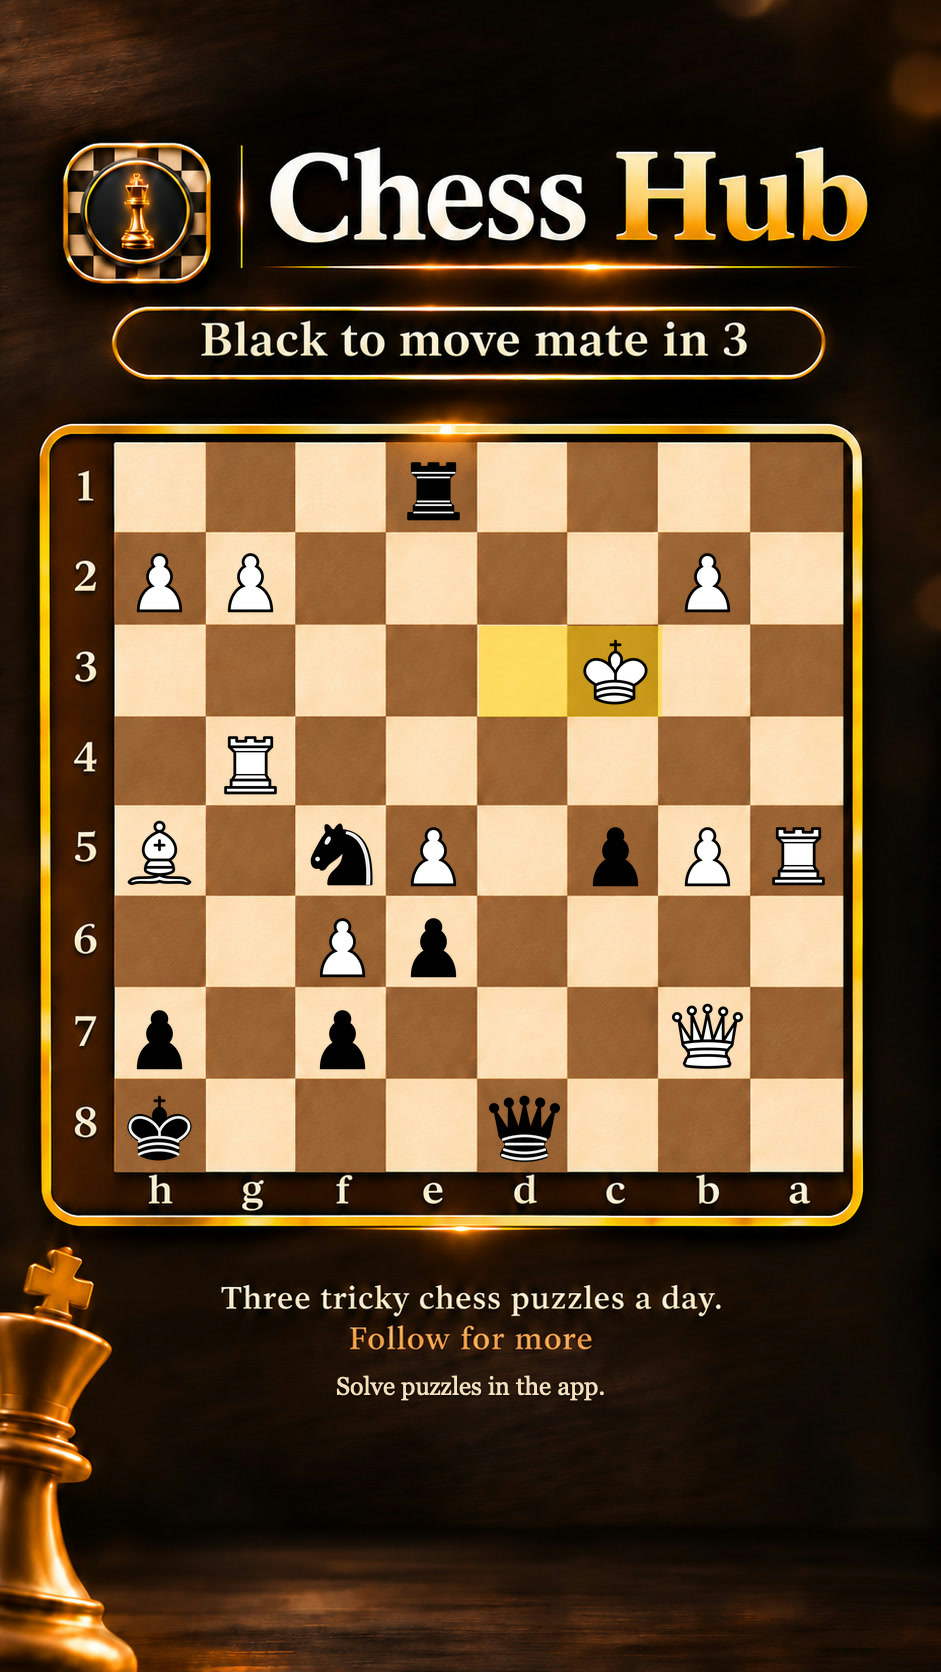 Chess Hub
Black to move mate in 3
1
2
3
4
5
6
7
8
h g f e d c b a
Three tricky chess puzzles a day.
Follow for more
Solve puzzles in the app.